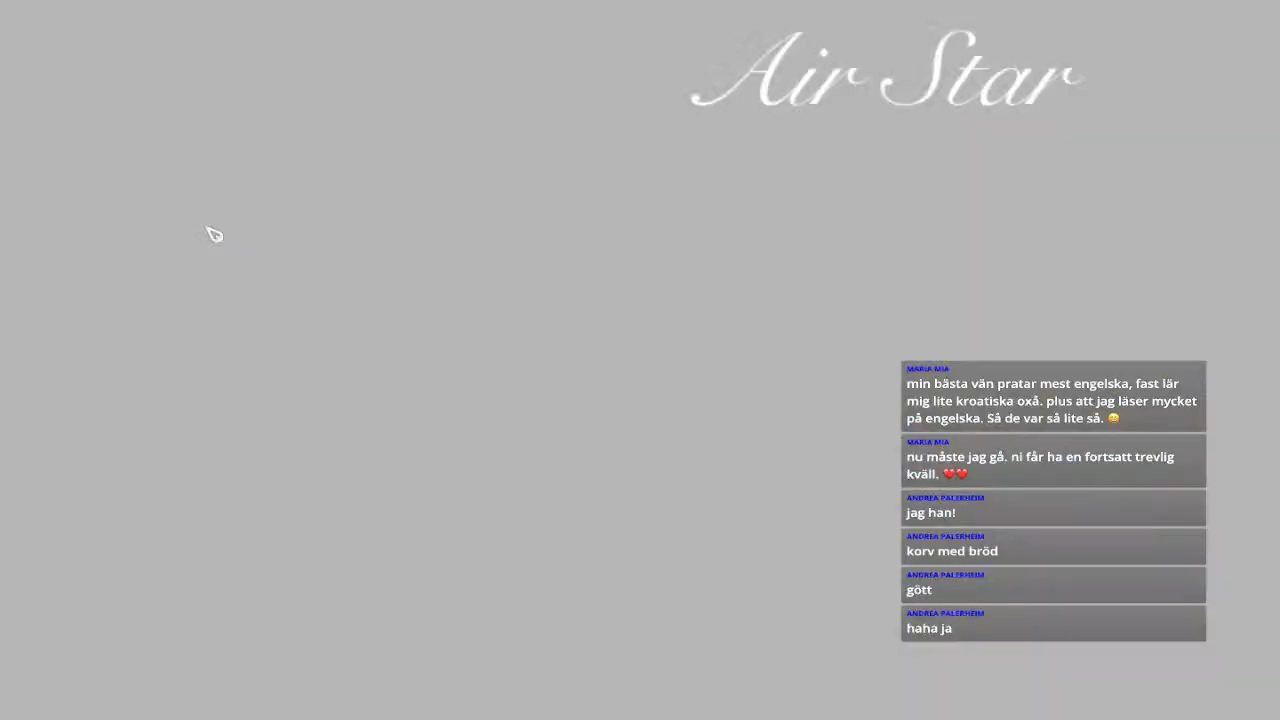 Air Star
MARIA MIA
min bästa vän pratar mest engelska, fast lär
mig lite kroatiska oxå. plus att jag läser mycket
på engelska. Så de var så lite så. 😄
MARIA MIA
nu måste jag gå. ni får ha en fortsatt trevlig
kväll. ❤️❤️
ANDREA PALERHEIM
jag han!
ANDREA PALERHEIM
korv med bröd
ANDREA PALERHEIM
gött
ANDREA PALERHEIM
haha ja